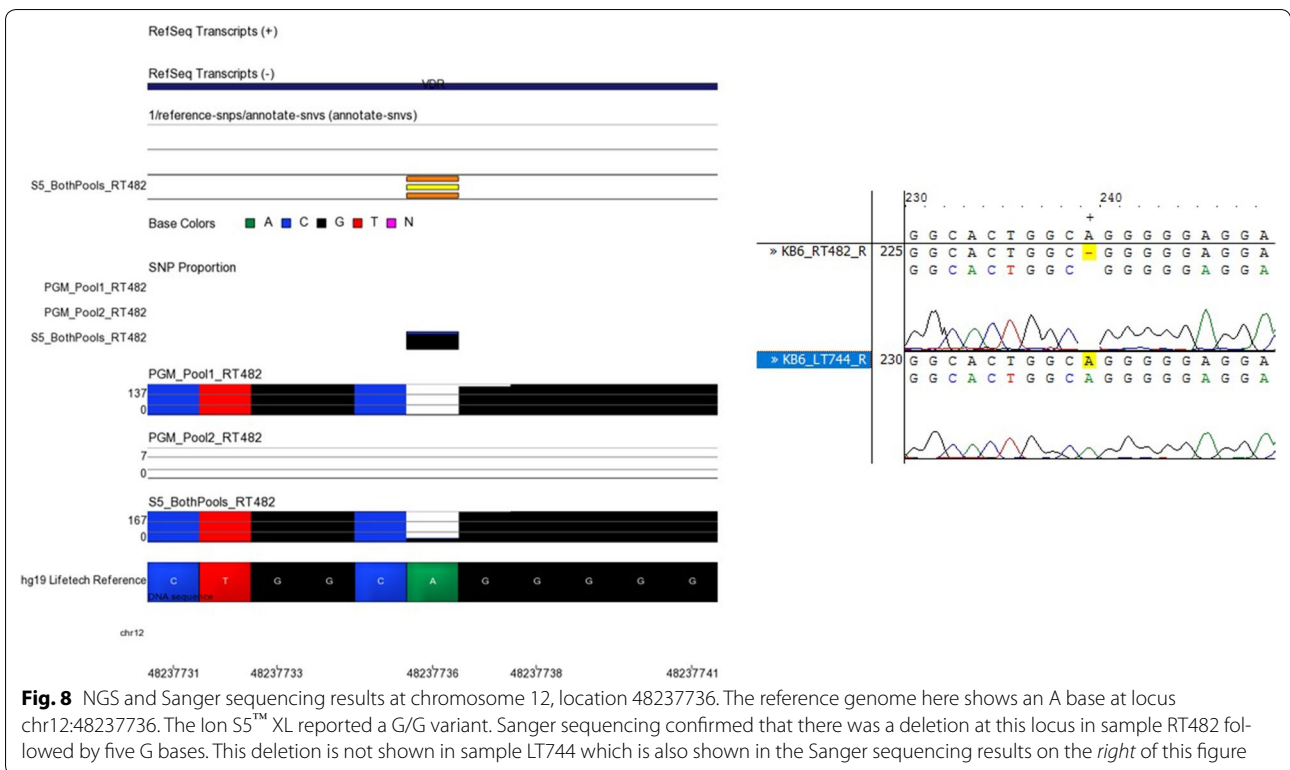 RefSeq Transcripts (+)
RefSeq Transcripts (-)
VDR
1/reference-snps/annotate-snvs (annotate-snvs)
S5_BothPools_RT482
Base Colors A C G T N
SNP Proportion
PGM_Pool1_RT482
PGM_Pool2_RT482
S5_BothPools_RT482
PGM_Pool1_RT482
137
0
PGM_Pool2_RT482
7
0
S5_BothPools_RT482
167
0
hg19 Lifetech Reference C T G G C A G G G G G
DNA sequence
chr12
48237731 48237733 48237736 48237738 48237741
230 240
+
G G C A C T G G C A G G G G G A G G A
» KB6_RT482_R 225 G G C A C T G G C - G G G G G A G G A
G G C A C T G G C G G G G G A G G A
» KB6_LT744_R 230 G G C A C T G G C A G G G G G A G G A
G G C A C T G G C A G G G G G A G G A
Fig. 8 NGS and Sanger sequencing results at chromosome 12, location 48237736. The reference genome here shows an A base at locus
chr12:48237736. The Ion S5™ XL reported a G/G variant. Sanger sequencing confirmed that there was a deletion at this locus in sample RT482 fol-
lowed by five G bases. This deletion is not shown in sample LT744 which is also shown in the Sanger sequencing results on the right of this figure